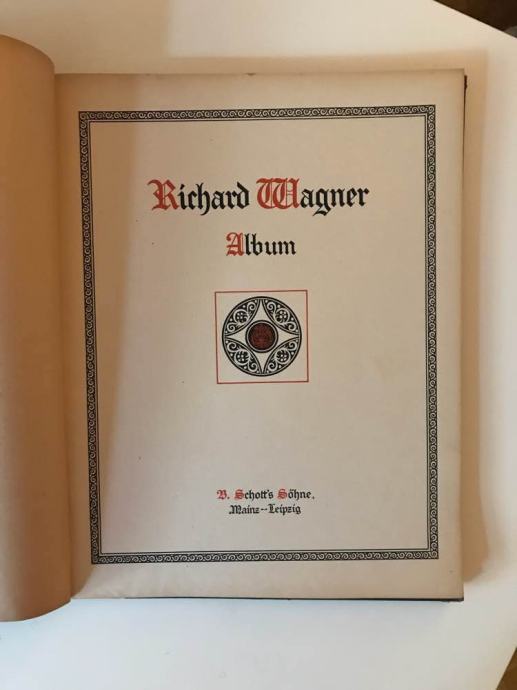 Richard Wagner
Album
B. Schott's Söhne,
Mainz--Leipzig